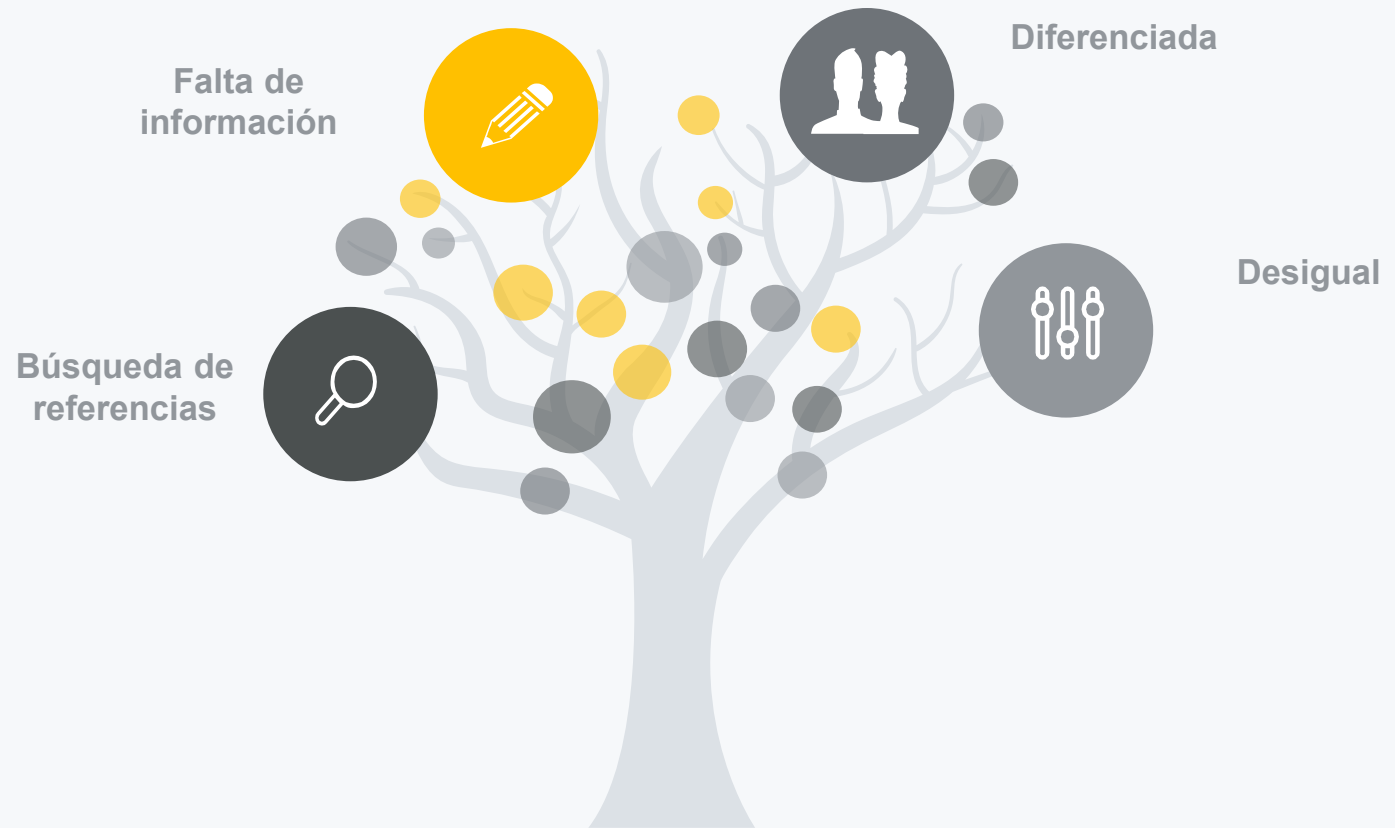 Falta de
información
Diferenciada
Desigual
Búsqueda de
referencias